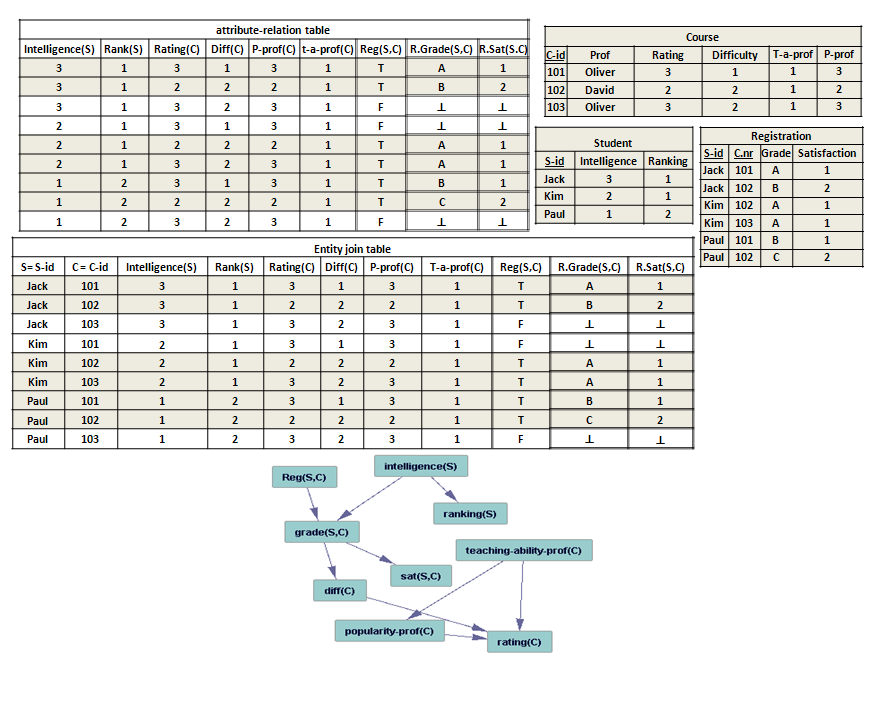 attribute-relation table
Intelligence(S) Rank(S) Rating(C) Diff(C) P-prof(C) t-a-prof(C) Reg(S,C) R.Grade(S,C) R.Sat(S.C)
3 1 3 1 3 1 T A 1
3 1 2 2 2 1 T B 2
3 1 3 2 3 1 F ⊥ ⊥
2 1 3 1 3 1 F ⊥ ⊥
2 1 2 2 2 1 T A 1
2 1 3 2 3 1 T A 1
1 2 3 1 3 1 T B 1
1 2 2 2 2 1 T C 2
1 2 3 2 3 1 F ⊥ ⊥
Course
C-id Prof Rating Difficulty T-a-prof P-prof
101 Oliver 3 1 1 3
102 David 2 2 1 2
103 Oliver 3 2 1 3
Student
S-id Intelligence Ranking
Jack 3 1
Kim 2 1
Paul 1 2
Registration
S-id C.nr Grade Satisfaction
Jack 101 A 1
Jack 102 B 2
Kim 102 A 1
Kim 103 A 1
Paul 101 B 1
Paul 102 C 2
Entity join table
S= S-id C= C-id Intelligence(S) Rank(S) Rating(C) Diff(C) P-prof(C) T-a-prof(C) Reg(S,C) R.Grade(S,C) R.Sat(S,C)
Jack 101 3 1 3 1 3 1 T A 1
Jack 102 3 1 2 2 2 1 T B 2
Jack 103 3 1 3 2 3 1 F ⊥ ⊥
Kim 101 2 1 3 1 3 1 F ⊥ ⊥
Kim 102 2 1 2 2 2 1 T A 1
Kim 103 2 1 3 2 3 1 T A 1
Paul 101 1 2 3 1 3 1 T B 1
Paul 102 1 2 2 2 2 1 T C 2
Paul 103 1 2 3 2 3 1 F ⊥ ⊥
intelligence(S)
Reg(S,C)
ranking(S)
grade(S,C)
teaching-ability-prof(C)
sat(S,C)
diff(C)
popularity-prof(C)
rating(C)